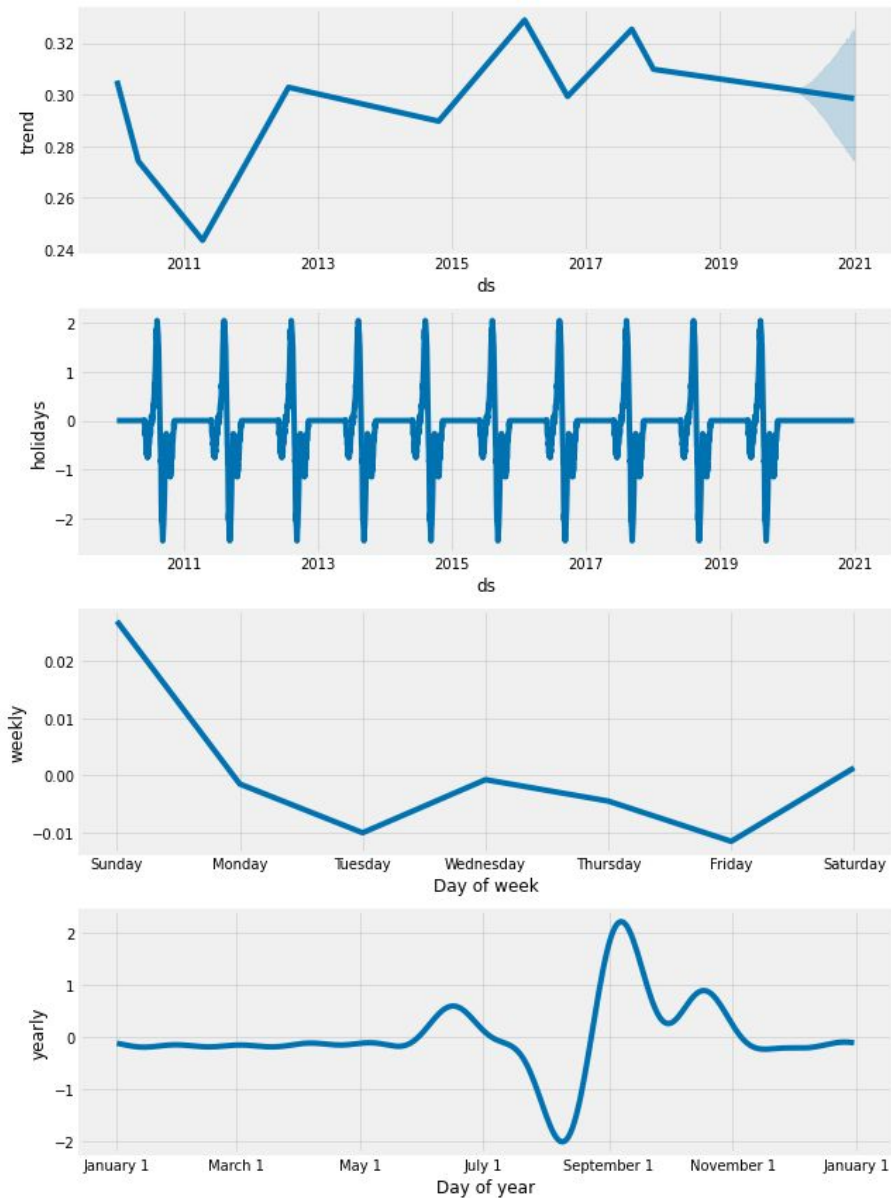 0.32
0.30
0.28
0.26
0.24
trend
2011 2013 2015 2017 2019 2021
ds
2
1
0
−1
−2
holidays
2011 2013 2015 2017 2019 2021
ds
0.02
0.01
0.00
−0.01
weekly
Sunday Monday Tuesday Wednesday Thursday Friday Saturday
Day of week
2
1
0
−1
−2
yearly
January 1 March 1 May 1 July 1 September 1 November 1 January 1
Day of year